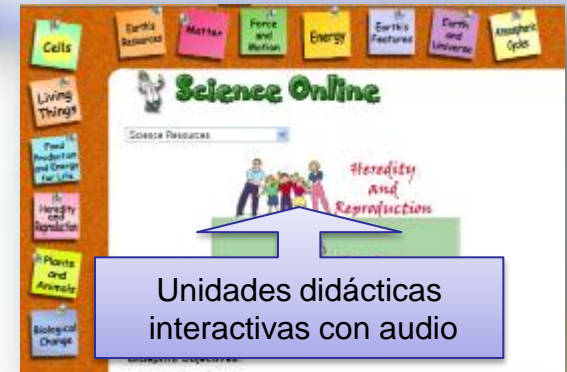 Cells
Earth's
Resources
Matter
Force
and
Motion
Energy
Earth's
Features
Earth
and
Universe
Atmospheric
Cycles
Living
Things
Food
Production
and Energy
for Life
Heredity
and
Reproduction
Plants
and
Animals
Biological
Change
Science Online
Science Resources
Heredity
and
Reproduction
Unidades didácticas
interactivas con audio